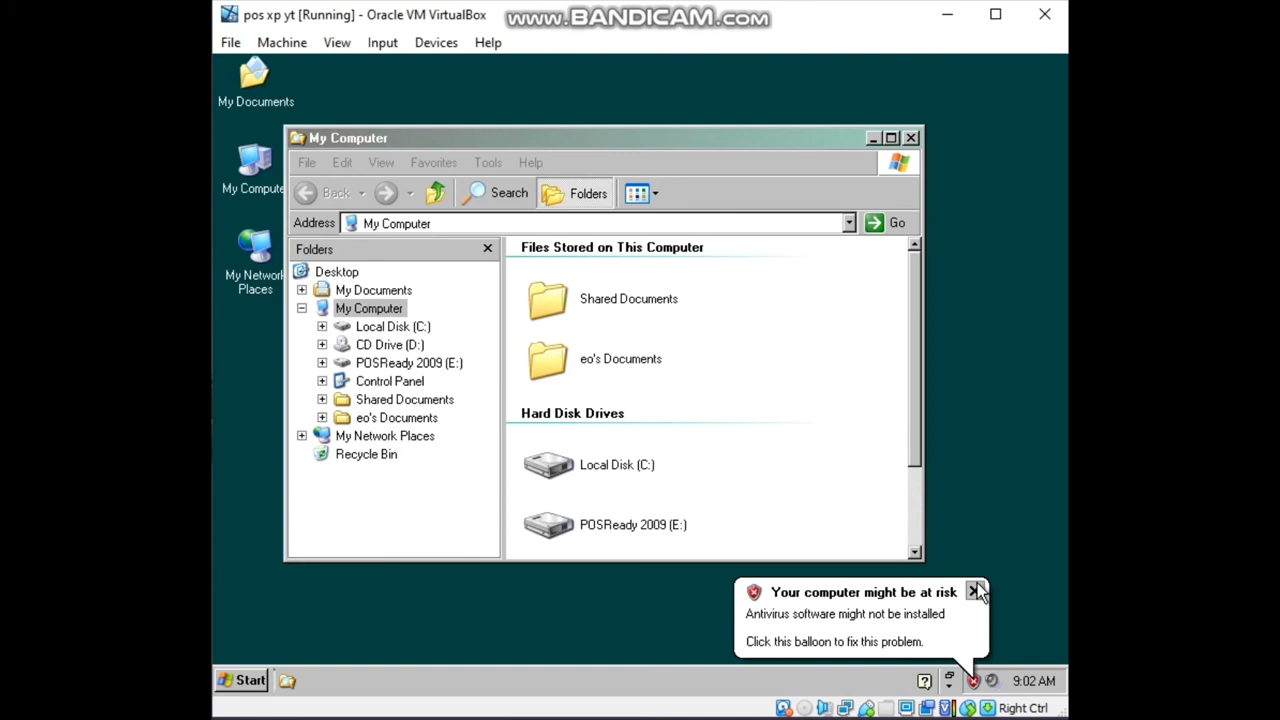 pos xp yt [Running] - Oracle VM VirtualBox
www.BANDICAM.com
File Machine View Input Devices Help
My Documents
My Compute
My Network
Places
My Computer
File Edit View Favorites Tools Help
Back Search Folders
Address My Computer Go
Folders
Desktop
My Documents
My Computer
Local Disk (C:)
CD Drive (D:)
POSReady 2009 (E:)
Control Panel
Shared Documents
eo's Documents
My Network Places
Recycle Bin
Files Stored on This Computer
Shared Documents
eo's Documents
Hard Disk Drives
Local Disk (C:)
POSReady 2009 (E:)
Your computer might be at risk
Antivirus software might not be installed
Click this balloon to fix this problem.
Start
9:02 AM
Right Ctrl